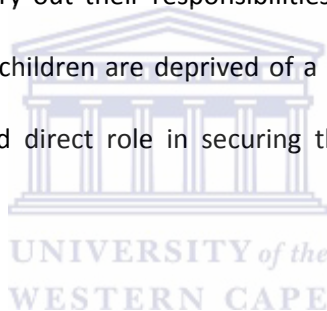 ry out their responsibilities
children are deprived of a
d direct role in securing th
UNIVERSITY of the
WESTERN CAPE